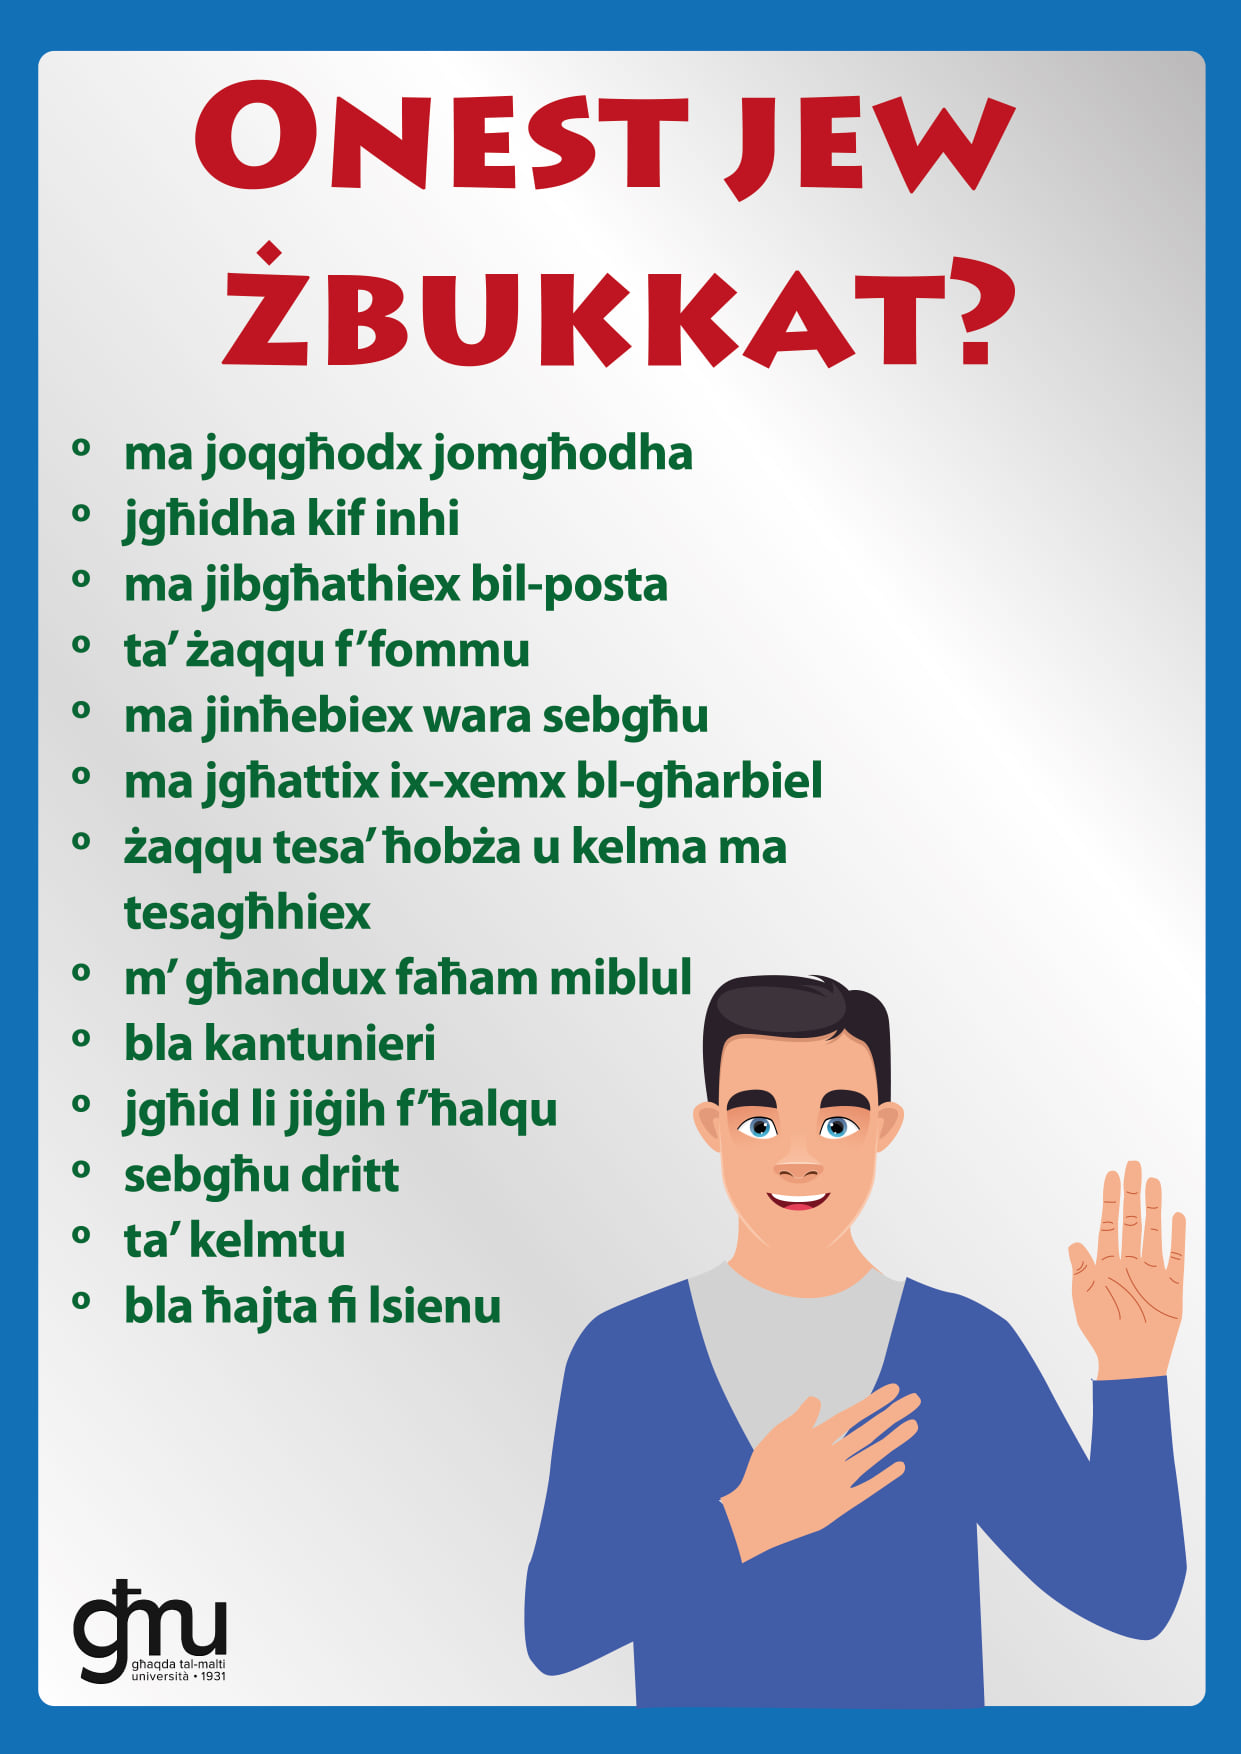 Onest jew
żbukkat?
o ma joqgħodx jomgħodha
o jgħidha kif inhi
o ma jibgħathiex bil-posta
o ta’ żaqqu f’fommu
o ma jinħebiex wara sebgħu
o ma jgħattix ix-xemx bl-għarbiel
o żaqqu tesa’ ħobża u kelma ma
tesagħhiex
o m’ għandux faħam miblul
o bla kantunieri
o jgħid li jiġih f’ħalqu
o sebgħu dritt
o ta’ kelmtu
o bla ħajta fi lsienu
għmu
għaqda tal-malti
università • 1931